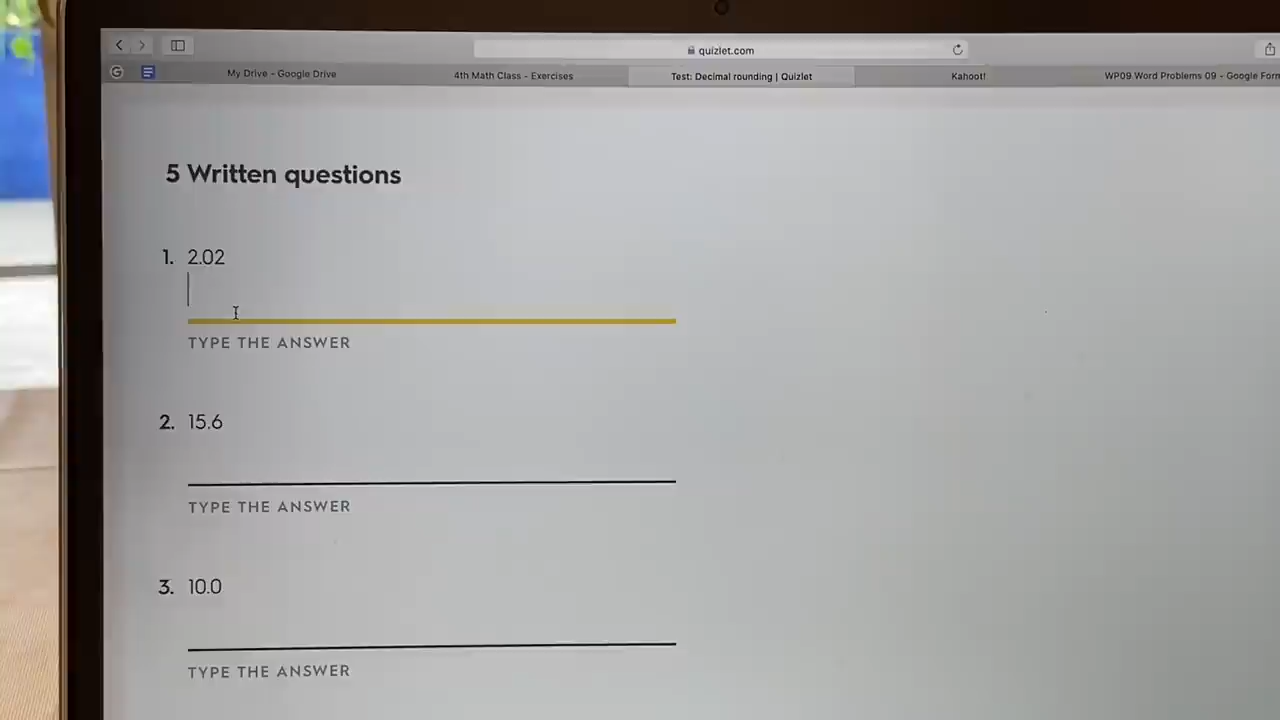 quizlet.com
My Drive - Google Drive
4th Math Class - Exercises
Test: Decimal rounding | Quizlet
Kahoot!
WP09 Word Problems 09 - Google Form
5 Written questions
1. 2.02
TYPE THE ANSWER
2. 15.6
TYPE THE ANSWER
3. 10.0
TYPE THE ANSWER